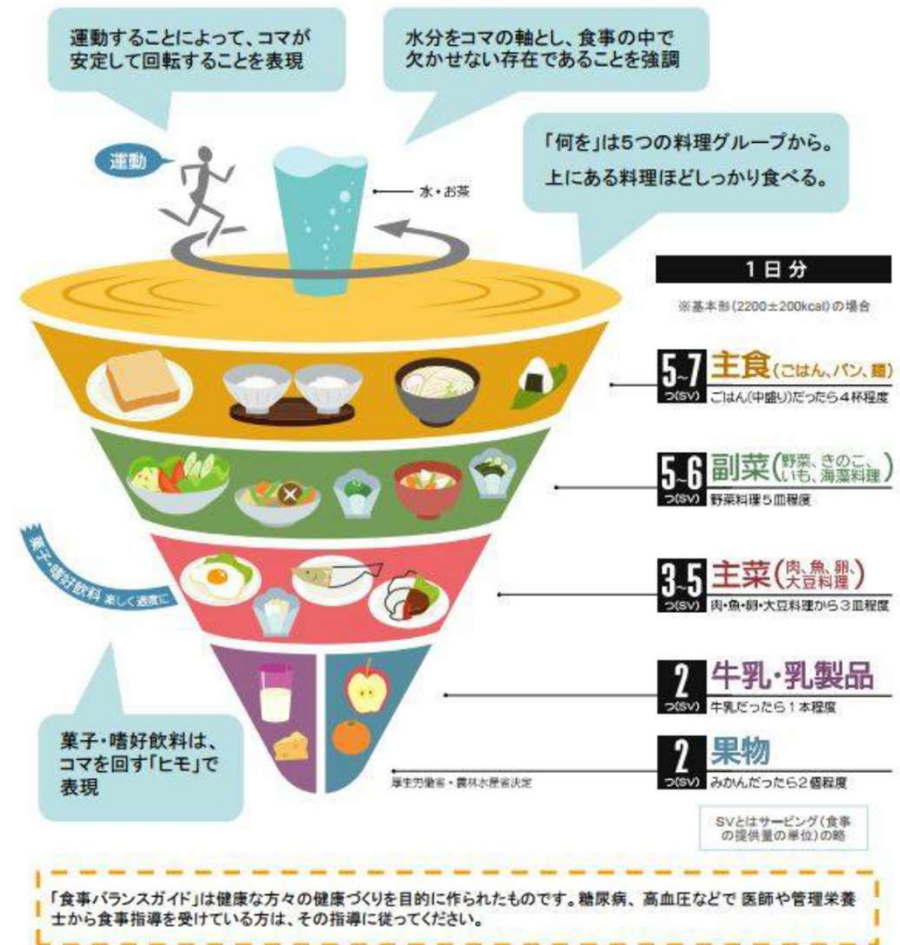 運動することによって、コマが
安定して回転することを表現
水分をコマの軸とし、食事の中で
欠かせない存在であることを強調
「何を」は5つの料理グループから。
上にある料理ほどしっかり食べる。
運動
水・お茶
1日分
※基本形(2200±200kcal)の場合
5~7 つ(SV)
主食(ごはん、パン、麺)
ごはん(中盛り)だったら4杯程度
5~6 つ(SV)
副菜(野菜、きのこ、
いも、海藻料理)
野菜料理5皿程度
3~5 つ(SV)
主菜(肉、魚、卵、
大豆料理)
肉・魚・卵・大豆料理から3皿程度
菓子・嗜好飲料 楽しく適度に
2 つ(SV)
牛乳・乳製品
牛乳だったら1本程度
2 つ(SV)
果物
みかんだったら2個程度
菓子・嗜好飲料は、
コマを回す「ヒモ」で
表現
厚生労働省・農林水産省決定
SVとはサービング(食事
の提供量の単位)の略
「食事バランスガイド」は健康な方々の健康づくりを目的に作られたものです。糖尿病、高血圧などで 医師や管理栄養
士から食事指導を受けている方は、その指導に従ってください。